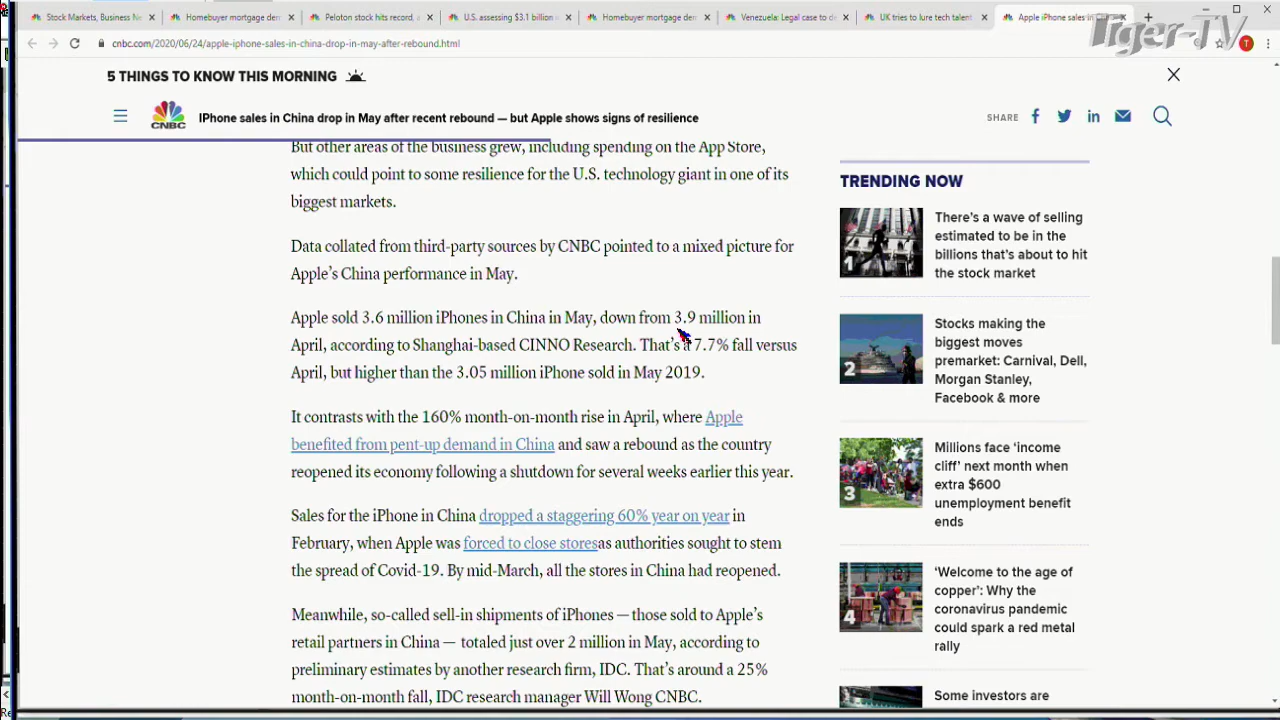 Stock Markets, Business Ne
Homebuyer mortgage den
Peloton stock hits record, a
U.S. assessing $3.1 billion
Homebuyer mortgage den
Venezuela: Legal case to d
UK tries to lure tech talent
Apple iPhone sales in
Tiger-TV
cnbc.com/2020/06/24/apple-iphone-sales-in-china-drop-in-may-after-rebound.html
T
5 THINGS TO KNOW THIS MORNING
CNBC
IPhone sales in China drop in May after recent rebound — but Apple shows signs of resilience
SHARE
But other areas of the business grew, including spending on the App Store,
which could point to some resilience for the U.S. technology giant in one of its
biggest markets.
Data collated from third-party sources by CNBC pointed to a mixed picture for
Apple's China performance in May.
Apple sold 3.6 million iPhones in China in May, down from 3.9 million in
April, according to Shanghai-based CINNO Research. That's a 7.7% fall versus
April, but higher than the 3.05 million iPhone sold in May 2019.
It contrasts with the 160% month-on-month rise in April, where Apple
benefited from pent-up demand in China and saw a rebound as the country
reopened its economy following a shutdown for several weeks earlier this year.
Sales for the iPhone in China dropped a staggering 60% year on year in
February, when Apple was forced to close storesas authorities sought to stem
the spread of Covid-19. By mid-March, all the stores in China had reopened.
Meanwhile, so-called sell-in shipments of iPhones — those sold to Apple's
retail partners in China — totaled just over 2 million in May, according to
preliminary estimates by another research firm, IDC. That's around a 25%
month-on-month fall, IDC research manager Will Wong CNBC.
TRENDING NOW
1
There's a wave of selling
estimated to be in the
billions that's about to hit
the stock market
2
Stocks making the
biggest moves
premarket: Carnival, Dell,
Morgan Stanley,
Facebook & more
3
Millions face 'income
cliff' next month when
extra $600
unemployment benefit
ends
4
'Welcome to the age of
copper': Why the
coronavirus pandemic
could spark a red metal
rally
Some investors are